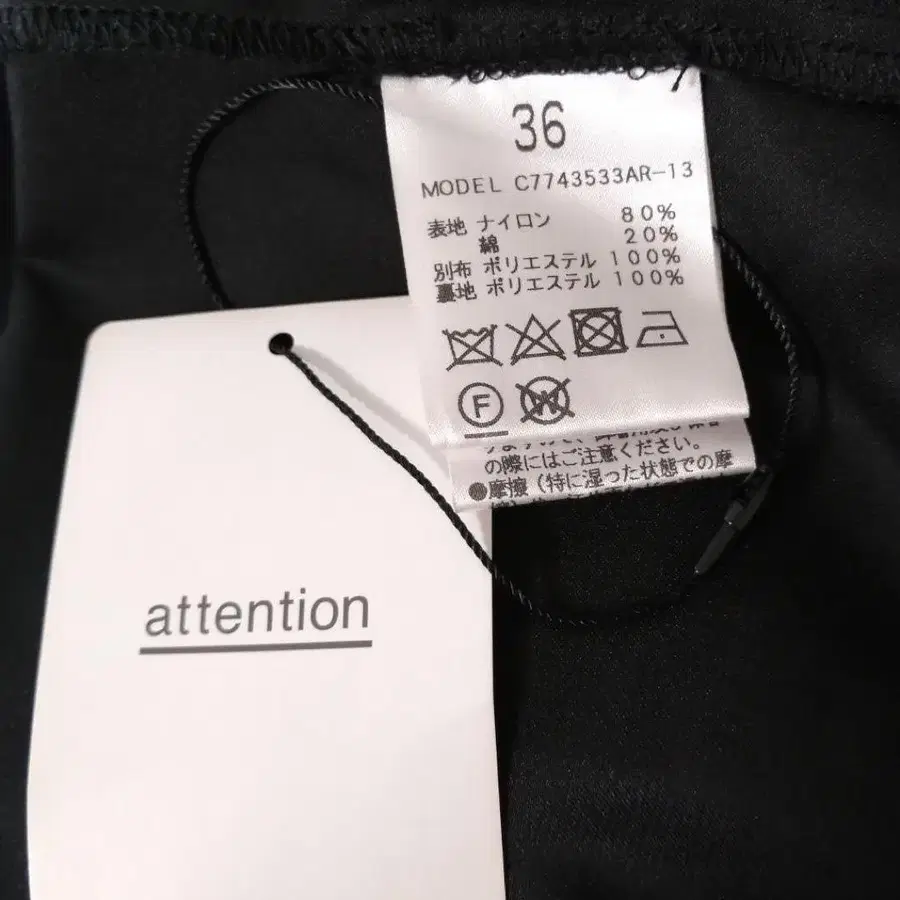 36
MODEL C7743533AR-13
表地 ナイロン 80%
綿 20%
別布 ポリエステル 100%
裏地 ポリエステル 100%
F
W
の際にはご注意ください。
●摩擦（特に湿った状態での摩
attention